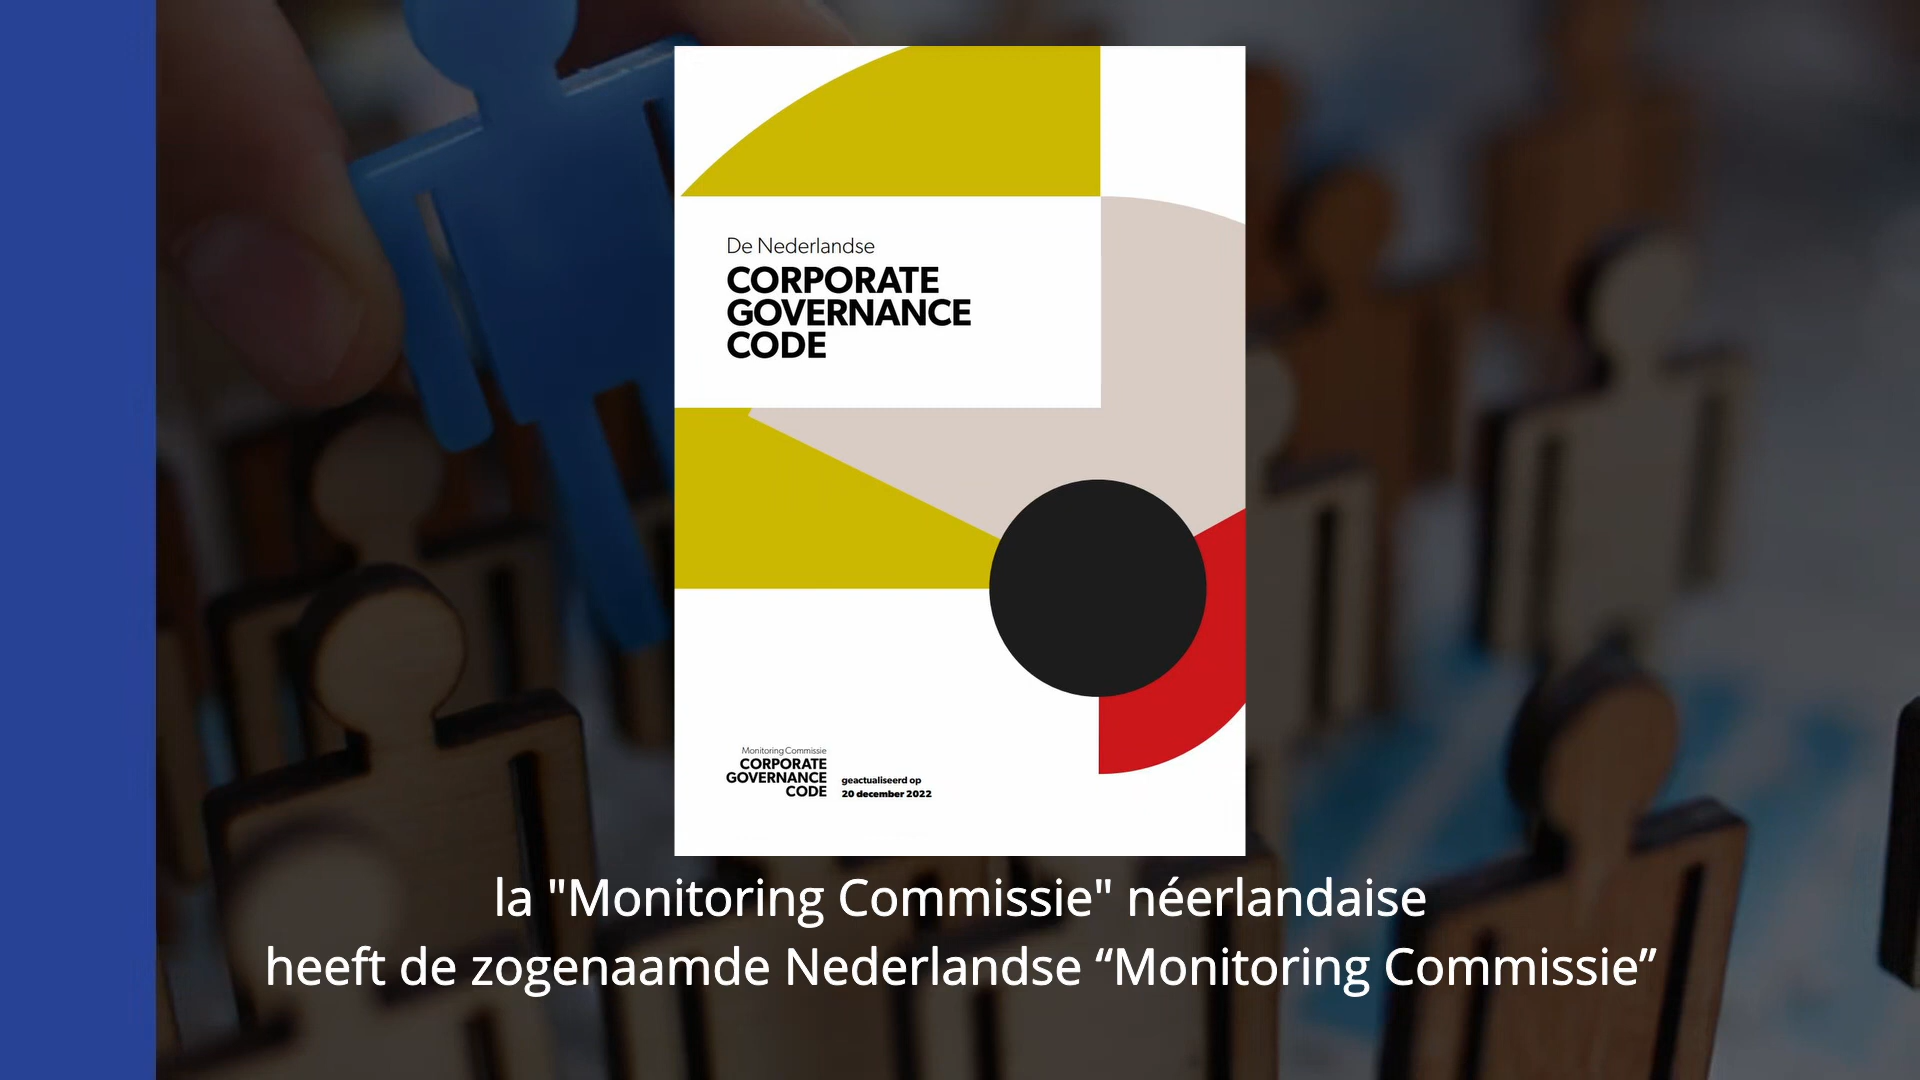 De Nederlandse
CORPORATE
GOVERNANCE
CODE
Monitoring Commissie
CORPORATE
GOVERNANCE
CODE
geactualiseerd op
20 december 2022
la "Monitoring Commissie" néerlandaise
heeft de zogenaamde Nederlandse “Monitoring Commissie”